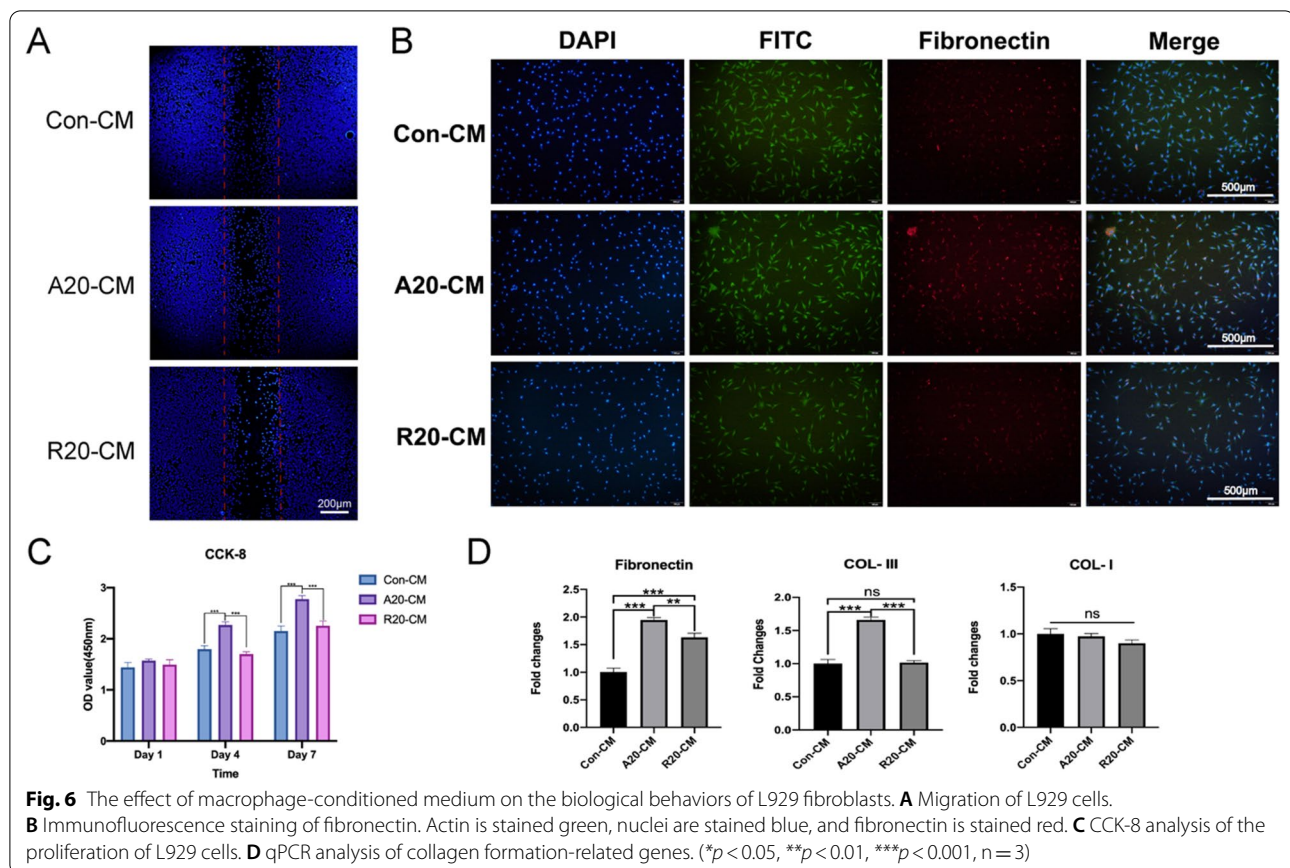 A
B
DAPI FITC Fibronectin Merge
Con-CM
A20-CM
R20-CM
200μm
Con-CM
500μm
A20-CM
500μm
R20-CM
500μm
C
CCK-8
OD value(450nm)
3
2
1
0
*** ***
*** ***
Day 1 Day 4 Day 7
Time
Con-CM
A20-CM
R20-CM
D
Fibronectin
Fold changes
2.5
2.0
1.5
1.0
0.5
0.0
***
*** **
Con-CM A20-CM R20-CM
COL- III
Fold Changes
2.0
1.5
1.0
0.5
0.0
ns
*** ***
Con-CM A20-CM R20-CM
COL- I
Fold changes
1.5
1.0
0.5
0.0
ns
Con-CM A20-CM R20-CM
Fig. 6 The effect of macrophage-conditioned medium on the biological behaviors of L929 fibroblasts. A Migration of L929 cells.
B Immunofluorescence staining of fibronectin. Actin is stained green, nuclei are stained blue, and fibronectin is stained red. C CCK-8 analysis of the
proliferation of L929 cells. D qPCR analysis of collagen formation-related genes. (*p < 0.05, **p < 0.01, ***p < 0.001, n = 3)